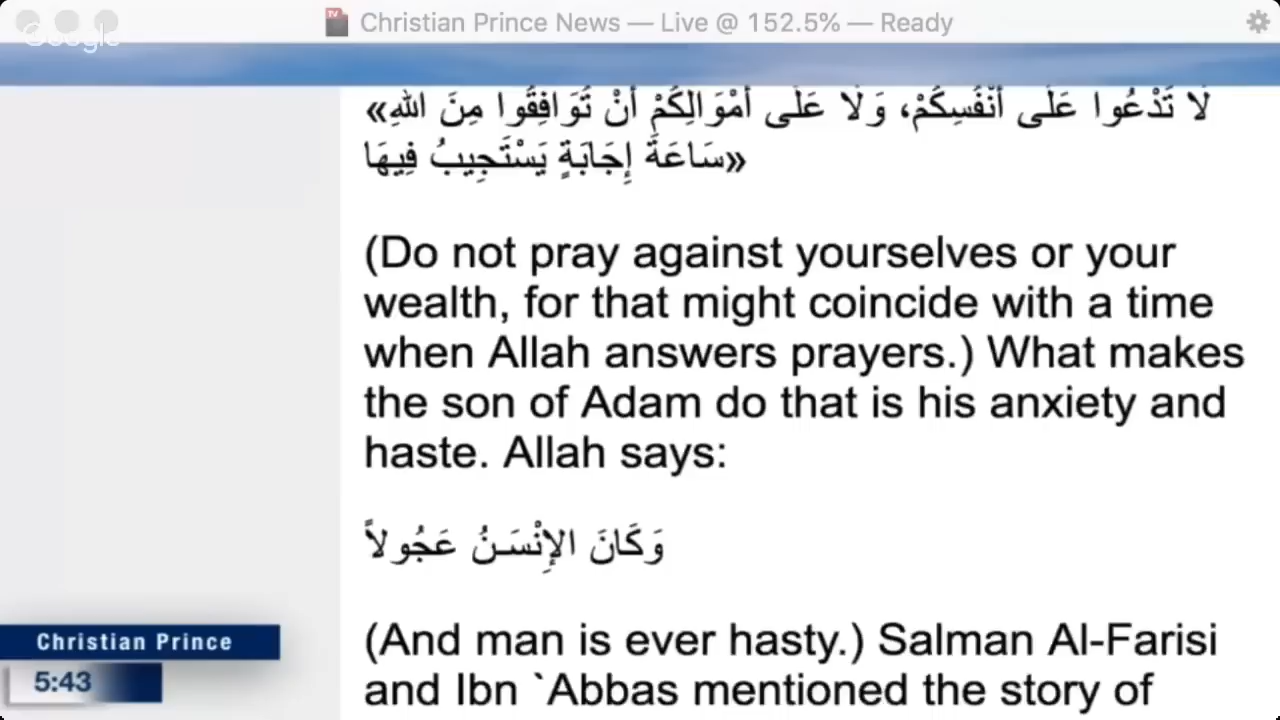 Google
Christian Prince News — Live @ 152.5% — Ready
لَا تَدْعُوا عَلَى أَنْفُسِكُمْ، وَلَا عَلَى أَمْوَالِكُمْ أَنْ تُوَافِقُوا مِنَ اللهِ»
«سَاعَةَ إِجَابَةٍ يَسْتَجِيبُ فِيهَا
(Do not pray against yourselves or your
wealth, for that might coincide with a time
when Allah answers prayers.) What makes
the son of Adam do that is his anxiety and
haste. Allah says:
وَكَانَ الإِنْسَـنُ عَجُولاً
(And man is ever hasty.) Salman Al-Farisi
and Ibn `Abbas mentioned the story of
Christian Prince
5:43